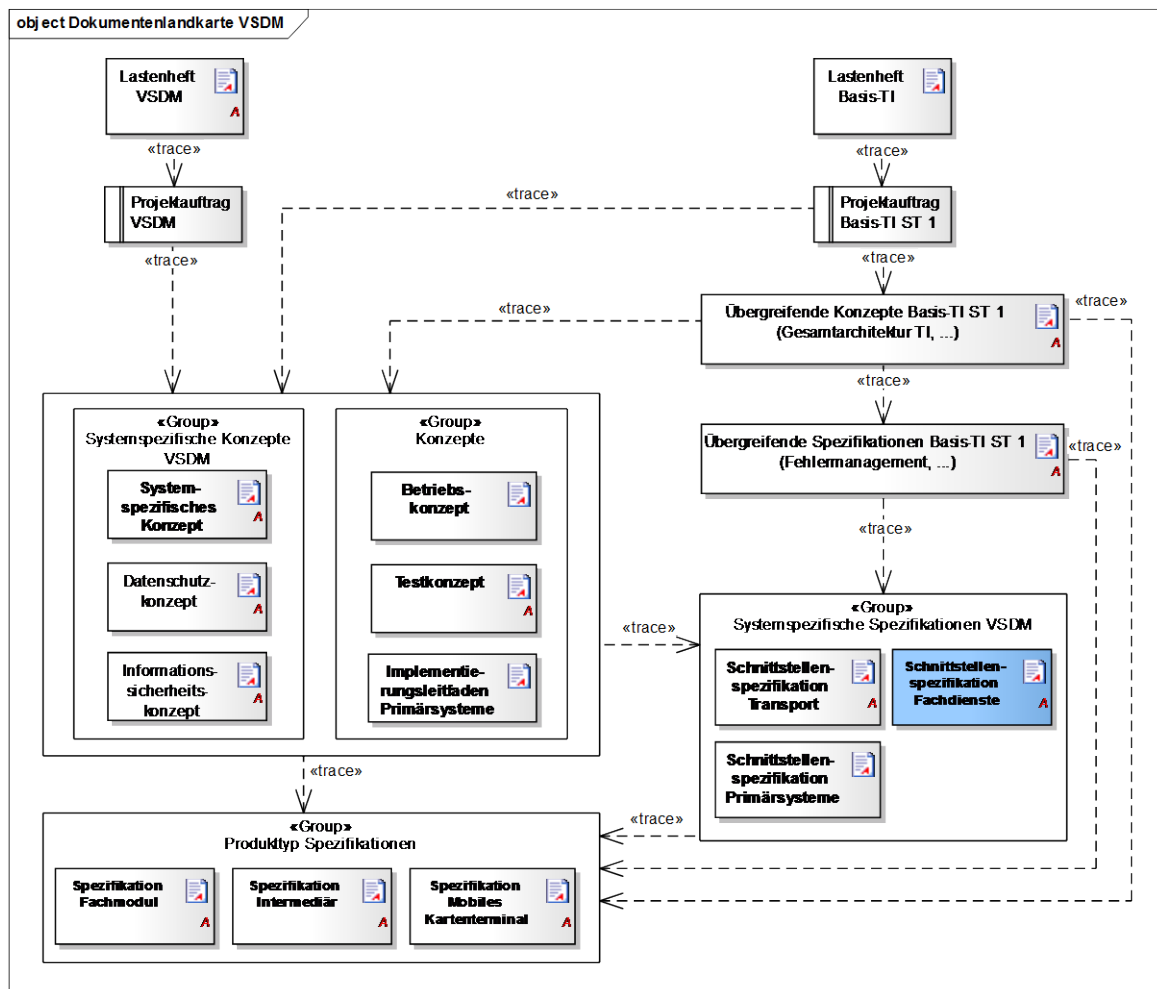 object Dokumentenlandkarte VSDM
Lastenheft
VSDM
A
Lastenheft
Basis-TI
«trace»
«trace»
Projektauftrag
VSDM
«trace»
Projektauftrag
Basis-TI ST 1
«trace»
«trace»
«trace»
Übergreifende Konzepte Basis-TI ST 1
(Gesamtarchitektur TI, ...)
A
«trace»
«trace»
Übergreifende Spezifikationen Basis-TI ST 1
(Fehlermanagement, ...)
A
«trace»
«trace»
«Group»
Systemspezifische Konzepte
VSDM
System-
spezifisches
Konzept
A
Datenschutz-
konzept
A
Informations-
sicherheits-
konzept
A
«Group»
Konzepte
Betriebs-
konzept
Testkonzept
A
Implementie-
rungsleitfaden
Primärsysteme
«trace»
«Group»
Systemspezifische Spezifikationen VSDM
Schnittstellen-
spezifikation
Transport
A
Schnittstellen-
spezifikation
Fachdienste
A
Schnittstellen-
spezifikation
Primärsysteme
«trace»
«trace»
«Group»
Produkttyp Spezifikationen
Spezifikation
Fachmodul
A
Spezifikation
Intermediär
A
Spezifikation
Mobiles
Kartenterminal
A